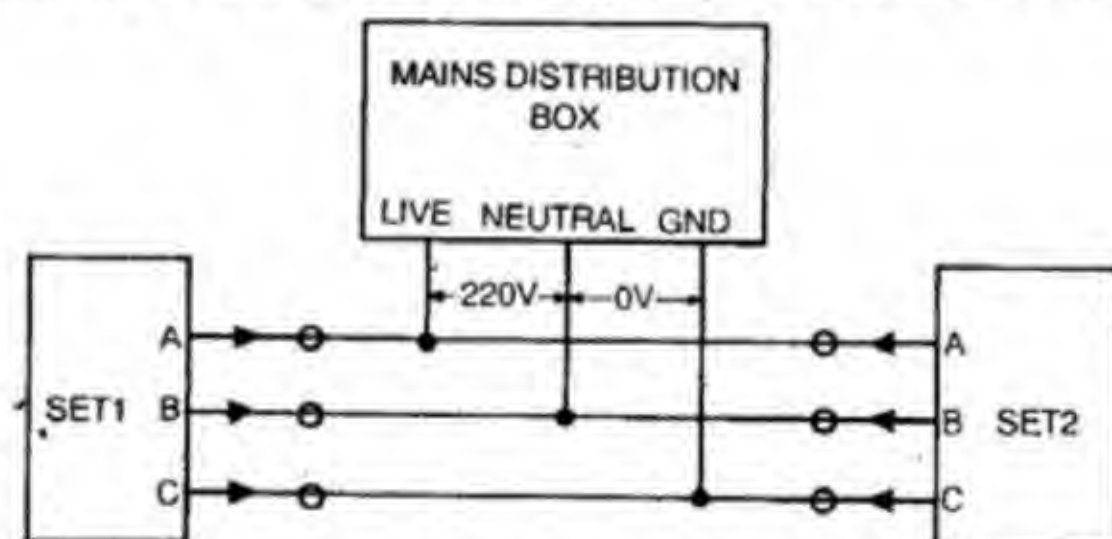 MAINS DISTRIBUTION
BOX
LIVE NEUTRAL GND
220V 0V
A A
SET1 B B SET2
C C